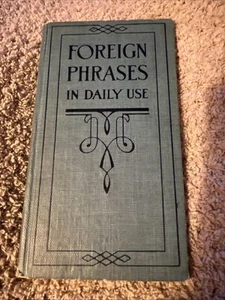 FOREIGN
PHRASES
IN DAILY USE